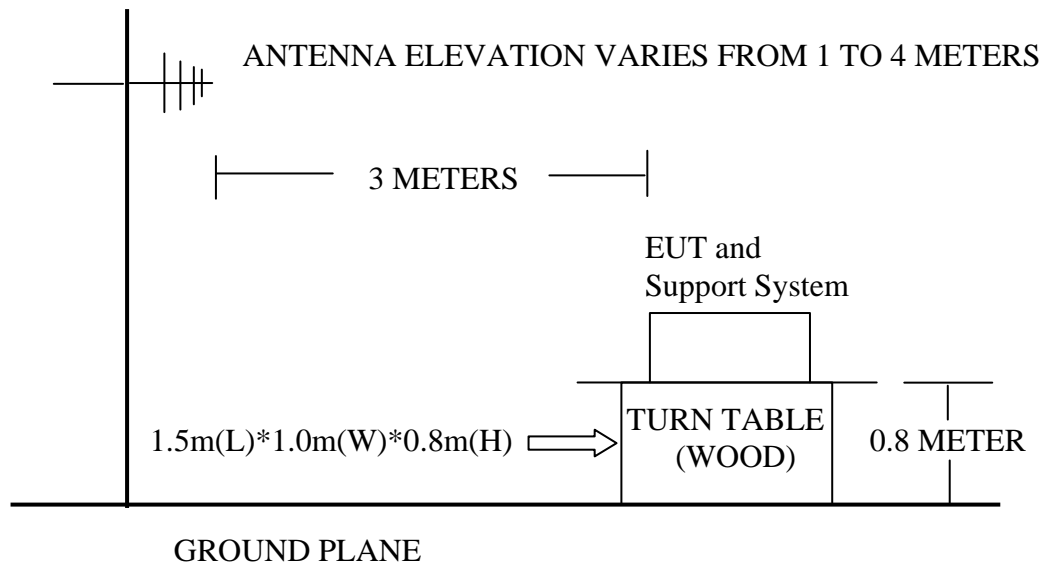 ANTENNA ELEVATION VARIES FROM 1 TO 4 METERS
3 METERS
EUT and
Support System
1.5m(L)*1.0m(W)*0.8m(H)
TURN TABLE
(WOOD)
0.8 METER
GROUND PLANE